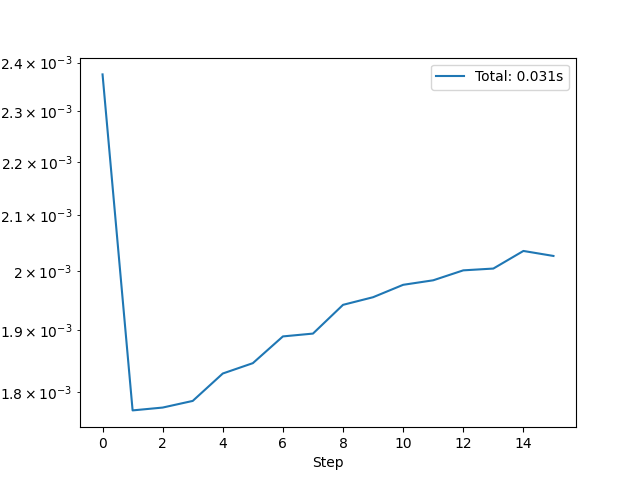 2.4 × 10⁻³
2.3 × 10⁻³
2.2 × 10⁻³
2.1 × 10⁻³
2 × 10⁻³
1.9 × 10⁻³
1.8 × 10⁻³
Total: 0.031s
0 2 4 6 8 10 12 14
Step